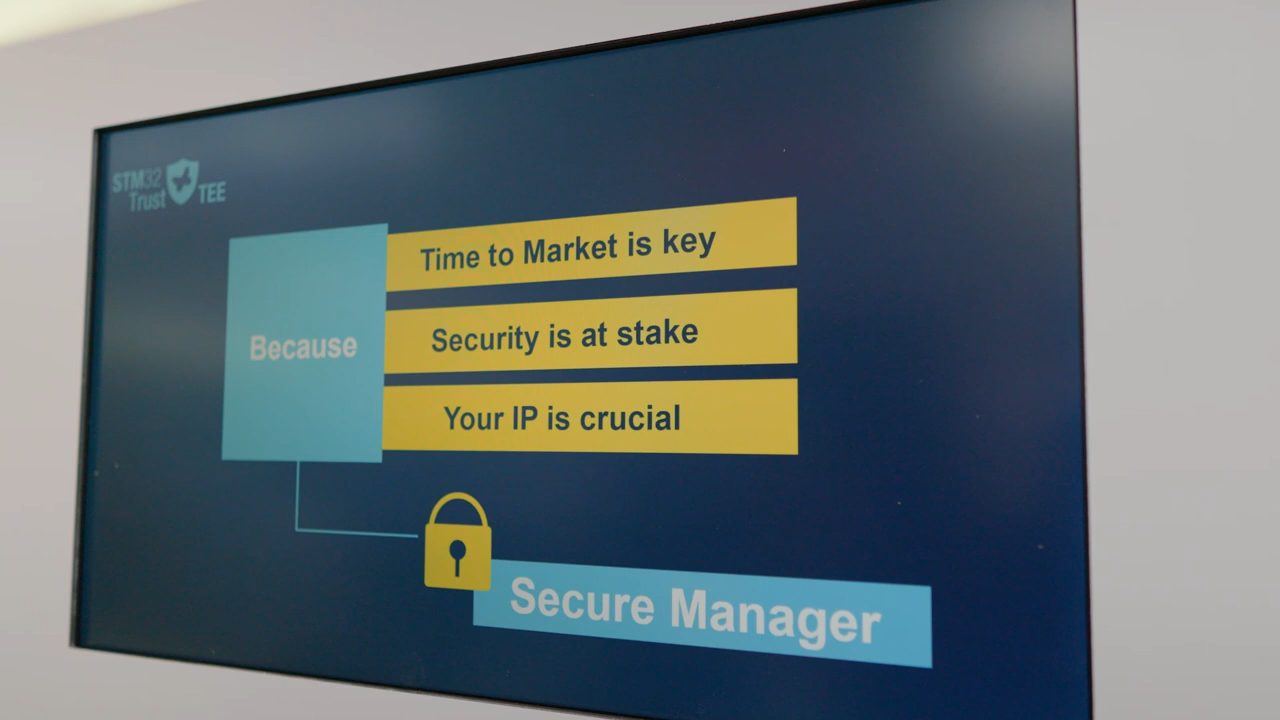 STM32
Trust
TEE
Because
Time to Market is key
Security is at stake
Your IP is crucial
Secure Manager